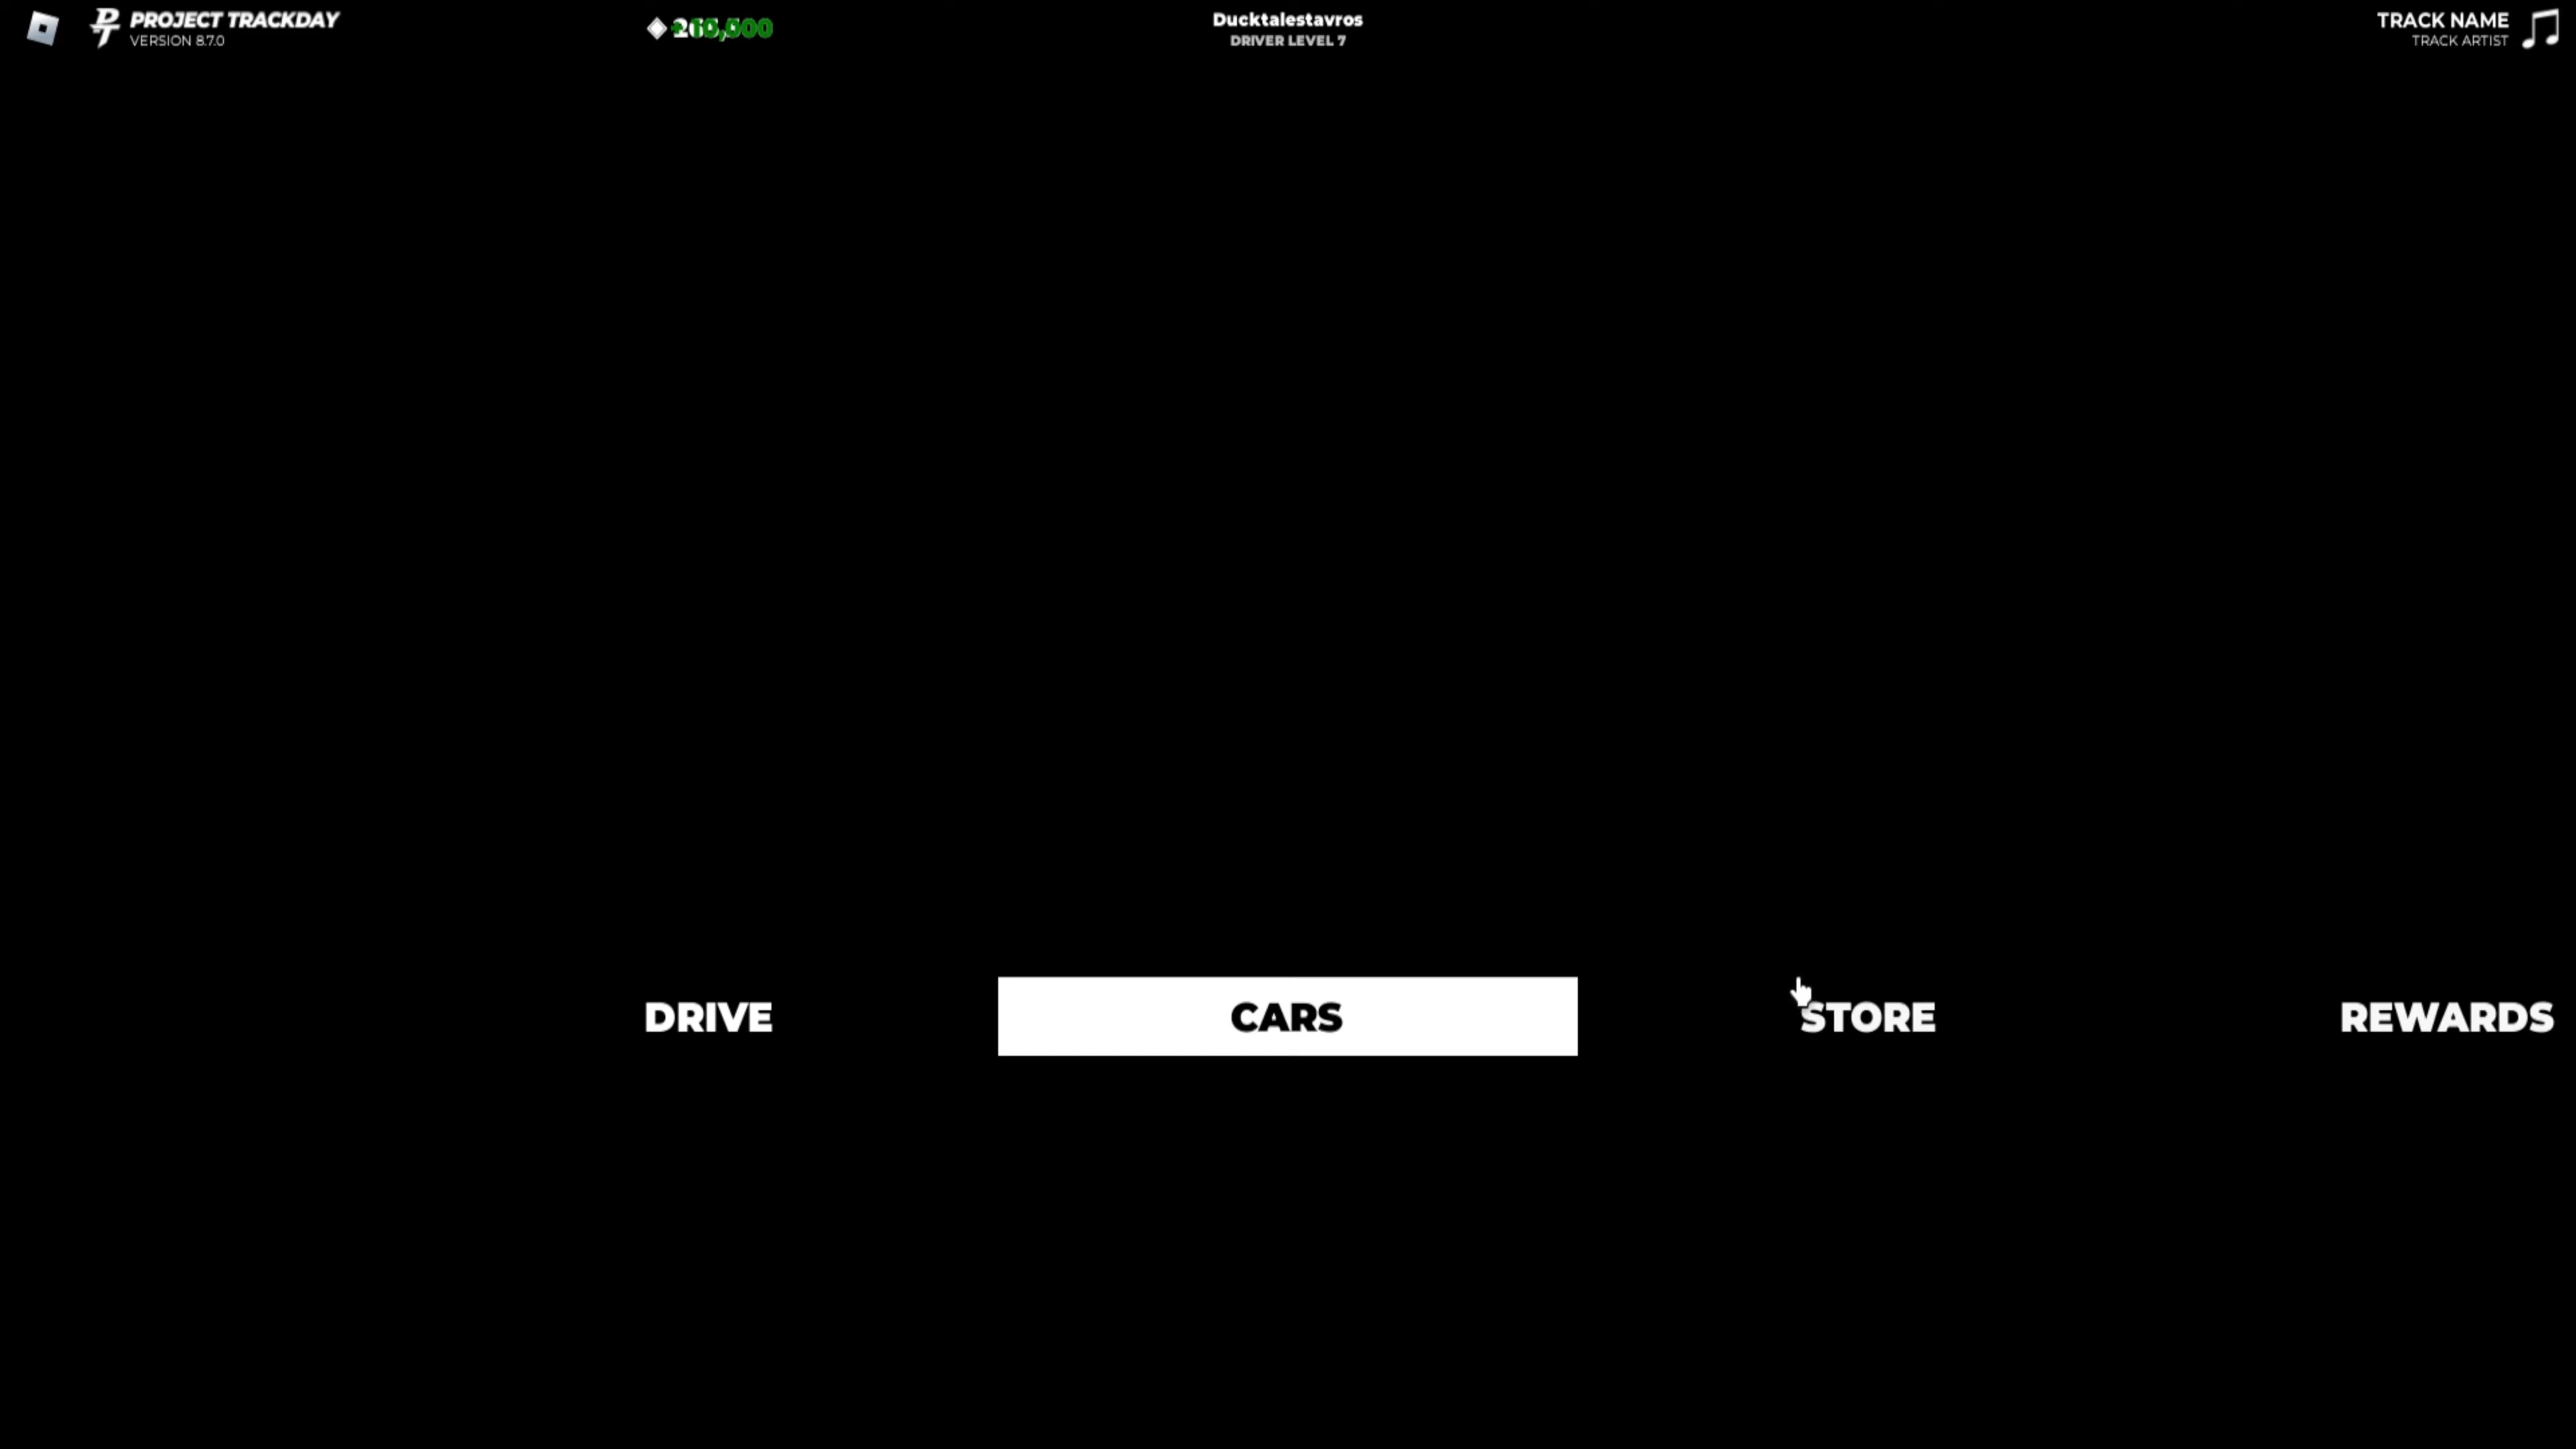 PROJECT TRACKDAY
VERSION 8.7.0
Ducktalestavros
DRIVER LEVEL 7
TRACK NAME
TRACK ARTIST
DRIVE
CARS
STORE
REWARDS